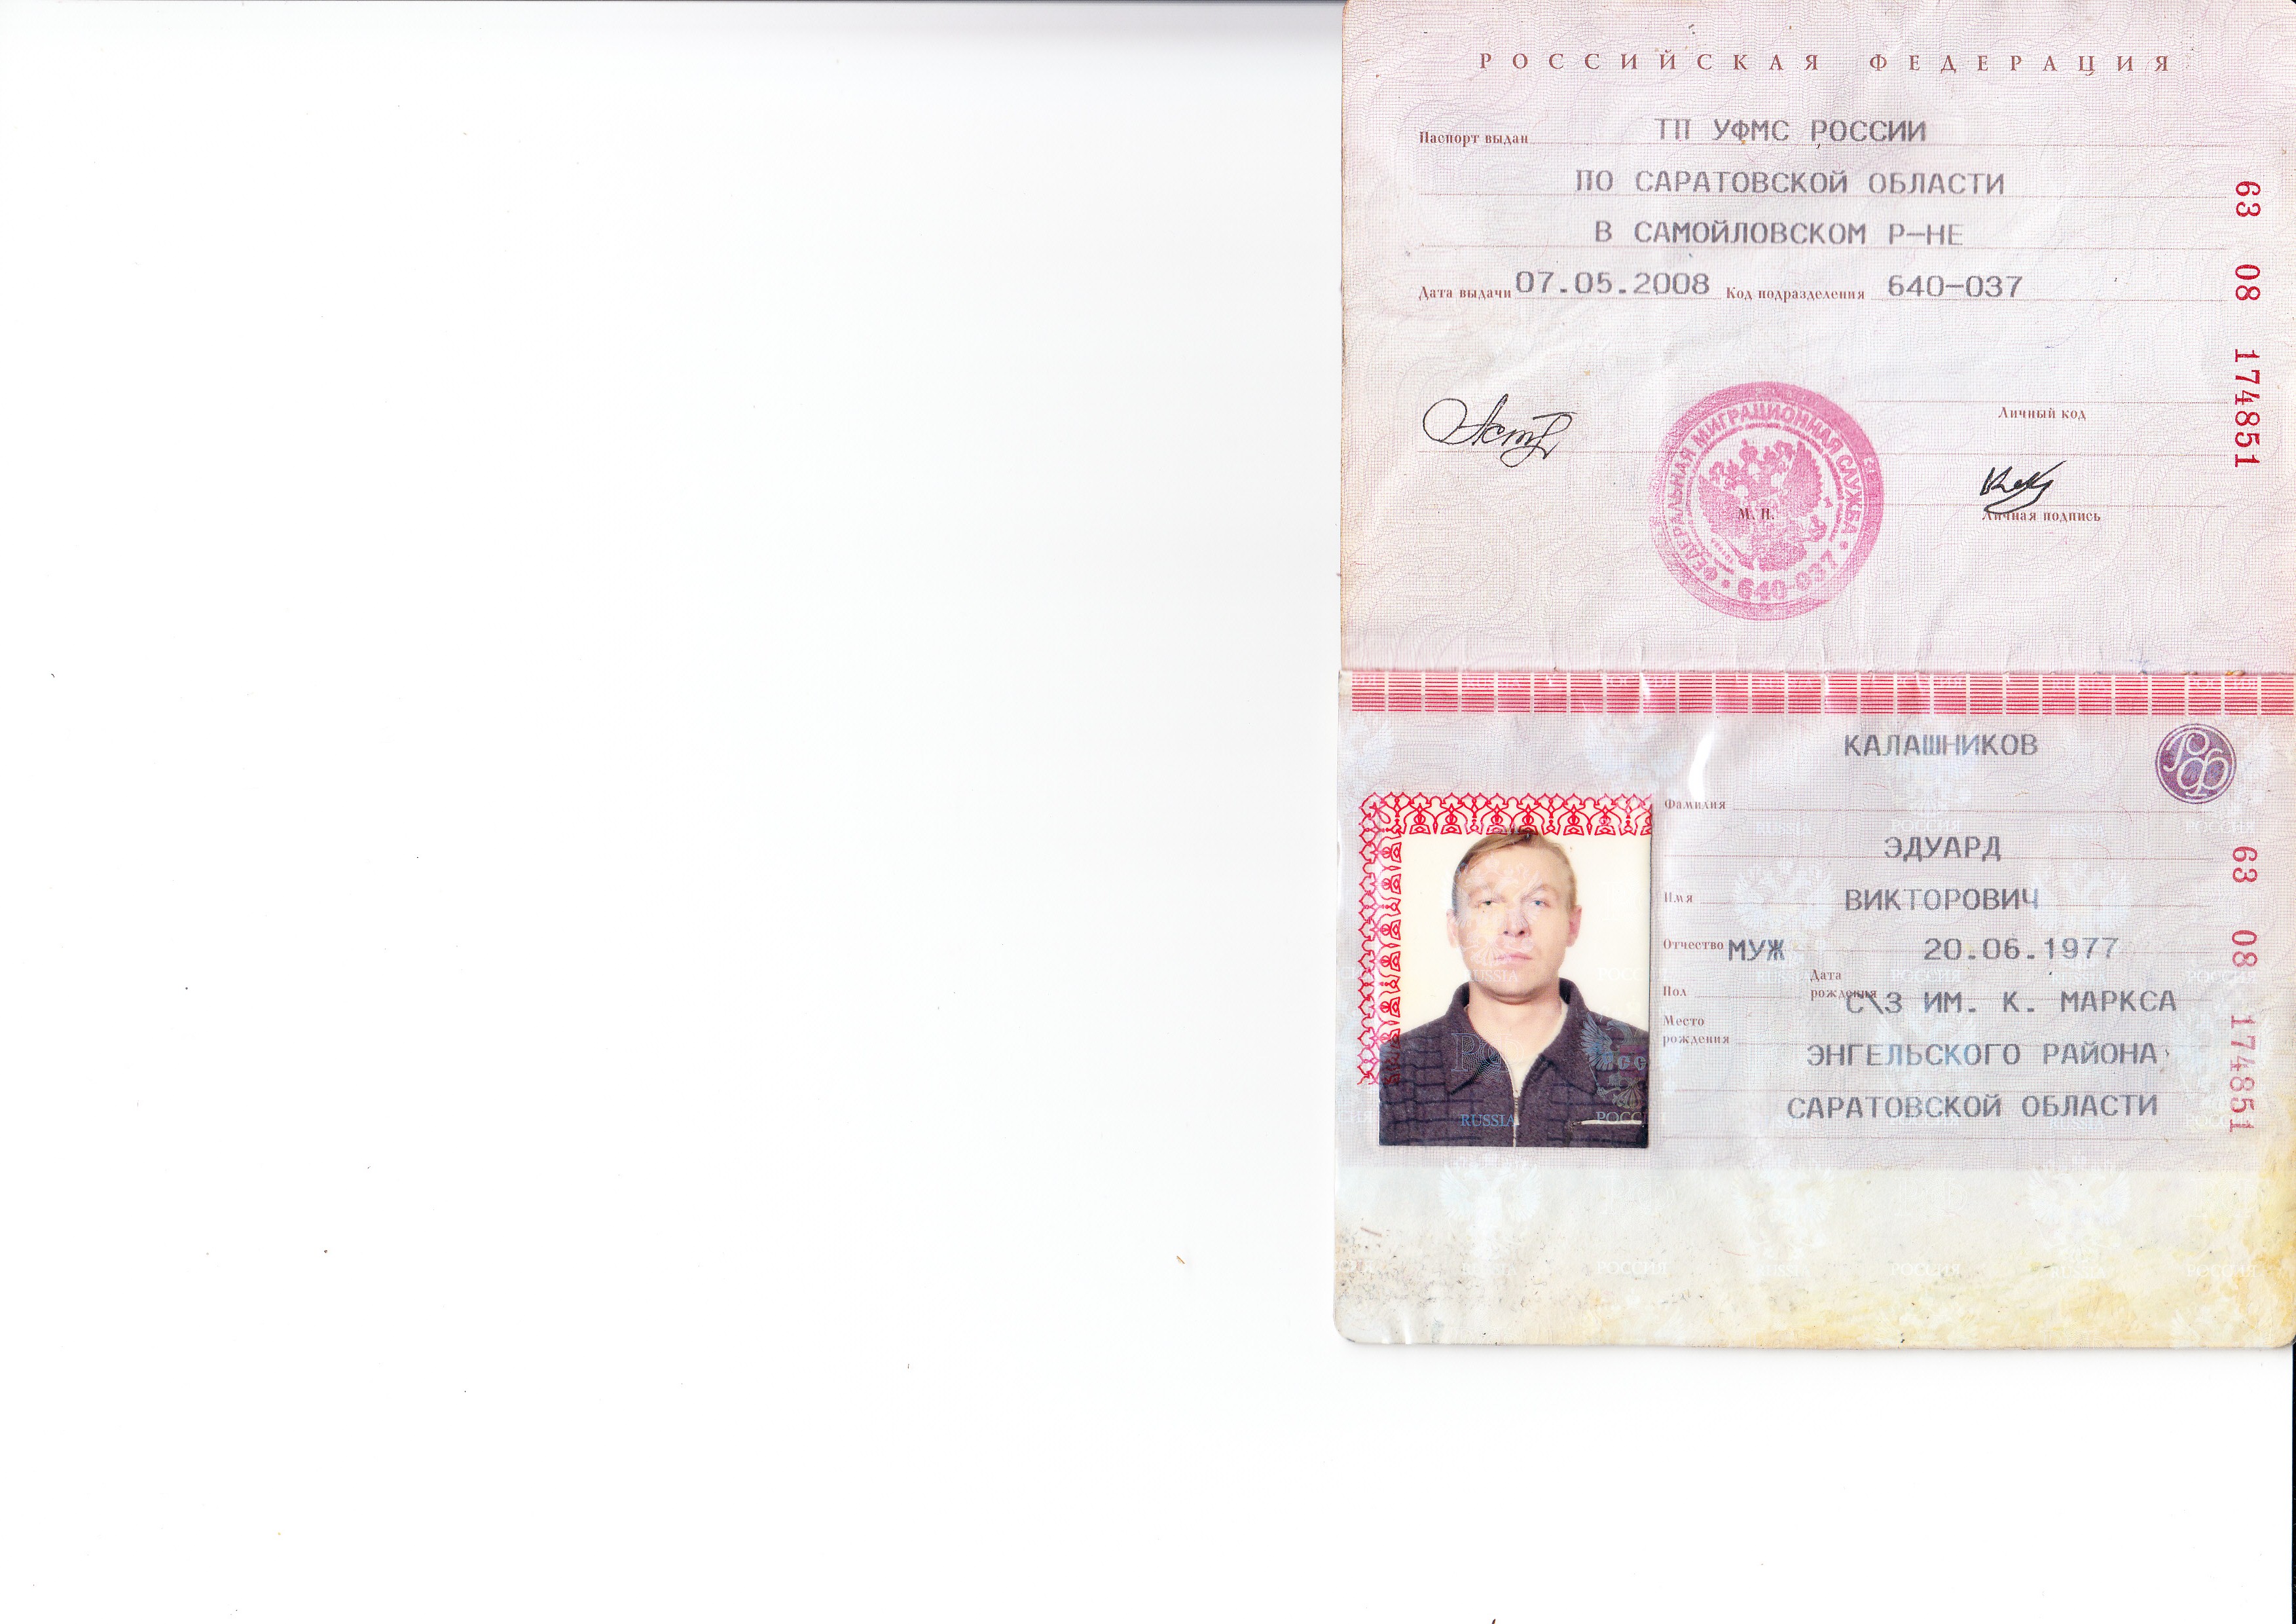 РОССИЙСКАЯ ФЕДЕРАЦИЯ
Паспорт выдан ТП УФМС РОССИИ
ПО САРАТОВСКОЙ ОБЛАСТИ
В САМОЙЛОВСКОМ Р-НЕ
Дата выдачи 07.05.2008 Код подразделения 640-037
63 08 174851
Личный код
ФЕДЕРАЛЬНАЯ МИГРАЦИОННАЯ СЛУЖБА
640-037
М. П.
Личная подпись
КАЛАШНИКОВ
РФ
Фамилия
ЭДУАРД
Имя
ВИКТОРОВИЧ
Отчество
МУЖ 20.06.1977
Пол
Дата рождения
С\З ИМ. К. МАРКСА
Место рождения
ЭНГЕЛЬСКОГО РАЙОНА
САРАТОВСКОЙ ОБЛАСТИ
63 08 174851
RUSSIA
РОССИЯ